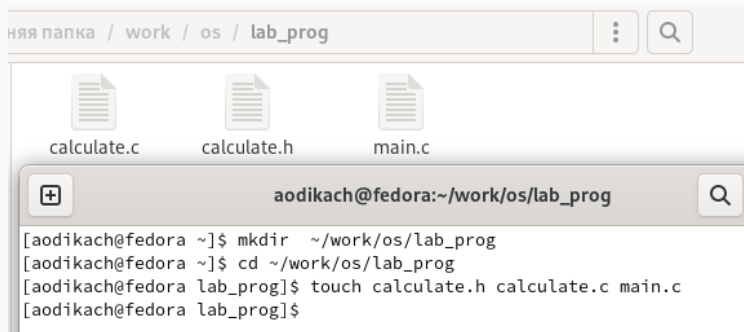 няя папка / work / os / lab_prog
calculate.c calculate.h main.c
aodikach@fedora:~/work/os/lab_prog
[aodikach@fedora ~]$ mkdir  ~/work/os/lab_prog
[aodikach@fedora ~]$ cd ~/work/os/lab_prog
[aodikach@fedora lab_prog]$ touch calculate.h calculate.c main.c
[aodikach@fedora lab_prog]$